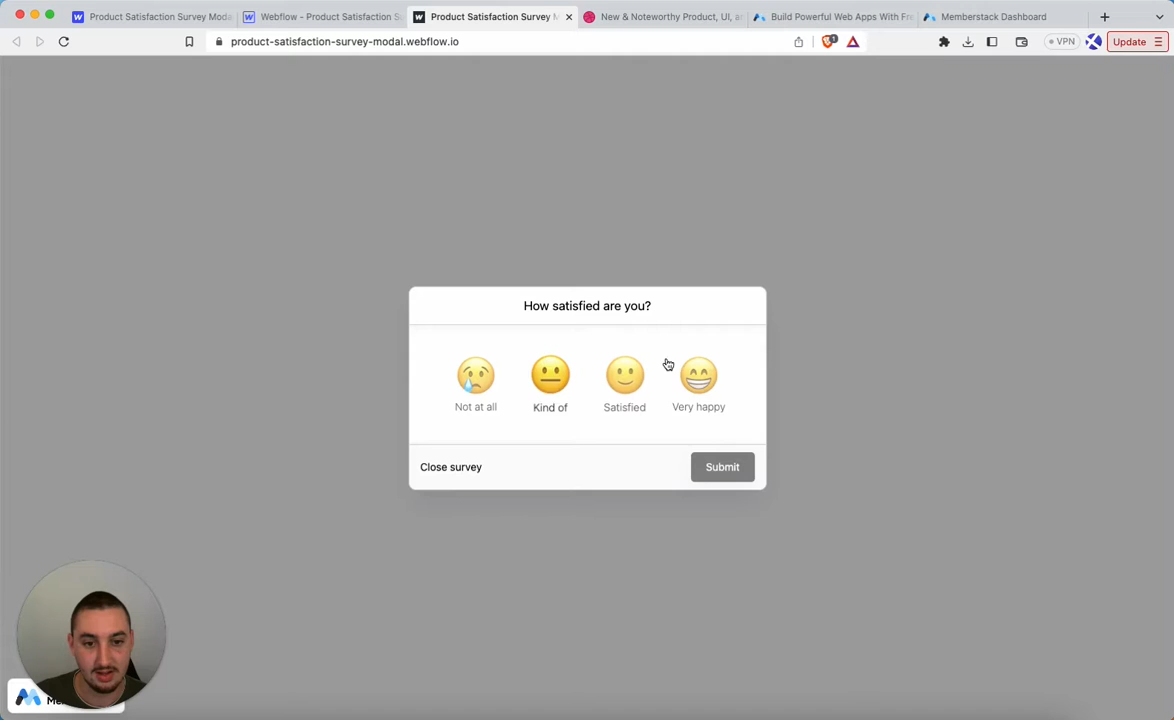 Product Satisfaction Survey Moda
Webflow - Product Satisfaction S
Product Satisfaction Survey M
New & Noteworthy Product, UI, a
Build Powerful Web Apps With Fr
Memberstack Dashboard
product-satisfaction-survey-modal.webflow.io
1
VPN
Update
How satisfied are you?
Not at all
Kind of
Satisfied
Very happy
Close survey
Submit